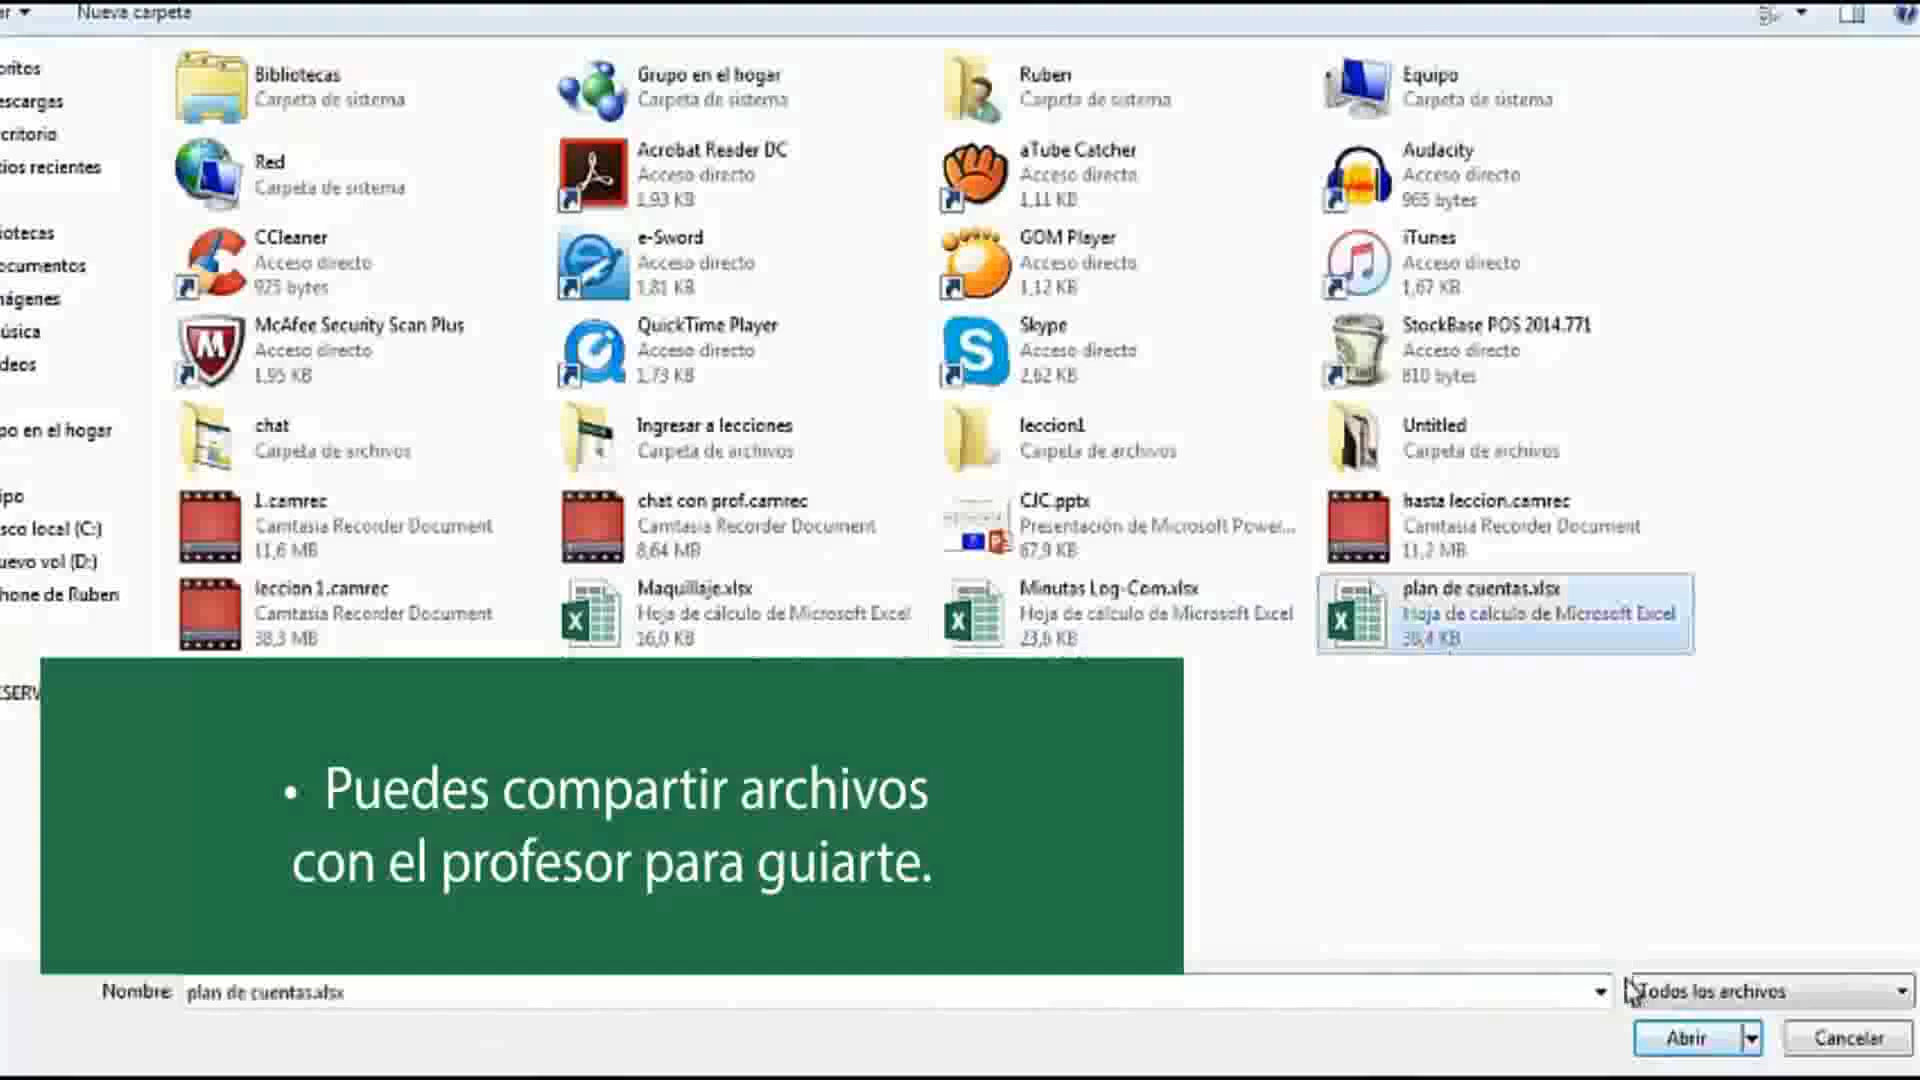 Nueva carpeta
Bibliotecas
Carpeta de sistema
Grupo en el hogar
Carpeta de sistema
Ruben
Carpeta de sistema
Equipo
Carpeta de sistema
Red
Carpeta de sistema
Acrobat Reader DC
Acceso directo
1,93 KB
aTube Catcher
Acceso directo
1,11 KB
Audacity
Acceso directo
965 bytes
CCleaner
Acceso directo
925 bytes
e-Sword
Acceso directo
1,81 KB
GOM Player
Acceso directo
1,12 KB
iTunes
Acceso directo
1,67 KB
McAfee Security Scan Plus
Acceso directo
1,95 KB
QuickTime Player
Acceso directo
1,73 KB
Skype
Acceso directo
2,62 KB
StockBase POS 2014.771
Acceso directo
810 bytes
chat
Carpeta de archivos
Ingresar a lecciones
Carpeta de archivos
leccion1
Carpeta de archivos
Untitled
Carpeta de archivos
1.camrec
Camtasia Recorder Document
11,6 MB
chat con prof.camrec
Camtasia Recorder Document
8,64 MB
CJC.pptx
Presentación de Microsoft Power...
67,9 KB
hasta leccion.camrec
Camtasia Recorder Document
11,2 MB
leccion 1.camrec
Camtasia Recorder Document
38,3 MB
Maquillaje.xlsx
Hoja de cálculo de Microsoft Excel
16,0 KB
Minutas Log-Com.xlsx
Hoja de cálculo de Microsoft Excel
23,6 KB
plan de cuentas.xlsx
Hoja de cálculo de Microsoft Excel
38,4 KB
oritos
escargas
critorio
tios recientes
liotecas
ocumentos
mágenes
úsica
deos
po en el hogar
ipo
sco local (C:)
uevo vol (D:)
hone de Ruben
ESERV
• Puedes compartir archivos
con el profesor para guiarte.
Nombre plan de cuentas.xlsx
Todos los archivos
Abrir
Cancelar